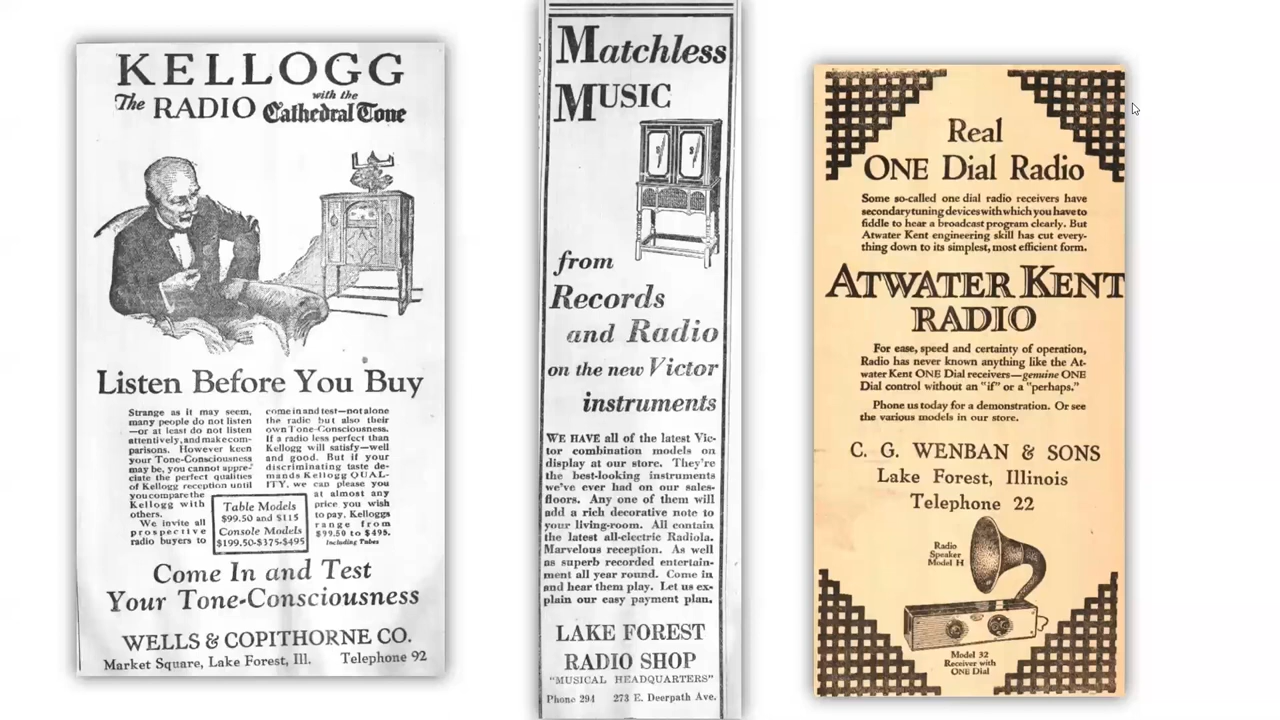 KELLOGG
The RADIO with the Cathedral Tone
Listen Before You Buy
Strange as it may seem,
many people do not listen
—or at least do not listen
attentively, and make com-
parisons. However keen
your Tone-Consciousness
may be, you cannot appre-
ciate the perfect qualities
of Kellogg reception until
you compare the
Kellogg with
others.
We invite all
prospective
radio buyers to
come in and test—not alone
the radio but also their
own Tone-Consciousness.
If a radio less perfect than
Kellogg will satisfy—well
and good. But if your
discriminating taste de-
mands Kellogg QUAL-
ITY, we can please you
at almost any
price you wish
to pay. Kelloggs
range from
$99.50 to $495.
Including Tubes
Table Models
$99.50 and $115
Console Models
$199.50-$375-$495
Come In and Test
Your Tone-Consciousness
WELLS & COPITHORNE CO.
Market Square, Lake Forest, Ill. Telephone 92
Matchless
MUSIC
from
Records
and Radio
on the new Victor
instruments
WE HAVE all of the latest Vic-
tor combination models on
display at our store. They're
the best-looking instruments
we've ever had on our sales-
floors. Any one of them will
add a rich decorative note to
your living-room. All contain
the latest all-electric Radiola.
Marvelous reception. As well
as superb recorded entertain-
ment all year round. Come in
and hear them play. Let us ex-
plain our easy payment plan.
LAKE FOREST
RADIO SHOP
"MUSICAL HEADQUARTERS"
Phone 294 273 E. Deerpath Ave.
Real
ONE Dial Radio
Some so-called one dial radio receivers have
secondary tuning devices with which you have to
fiddle to hear a broadcast program clearly. But
Atwater Kent engineering skill has cut every-
thing down to its simplest, most efficient form.
ATWATER KENT
RADIO
For ease, speed and certainty of operation,
Radio has never known anything like the At-
water Kent ONE Dial receivers—genuine ONE
Dial control without an "if" or a "perhaps."
Phone us today for a demonstration. Or see
the various models in our store.
C. G. WENBAN & SONS
Lake Forest, Illinois
Telephone 22
Radio
Speaker
Model H
Model 32
Receiver with
ONE Dial